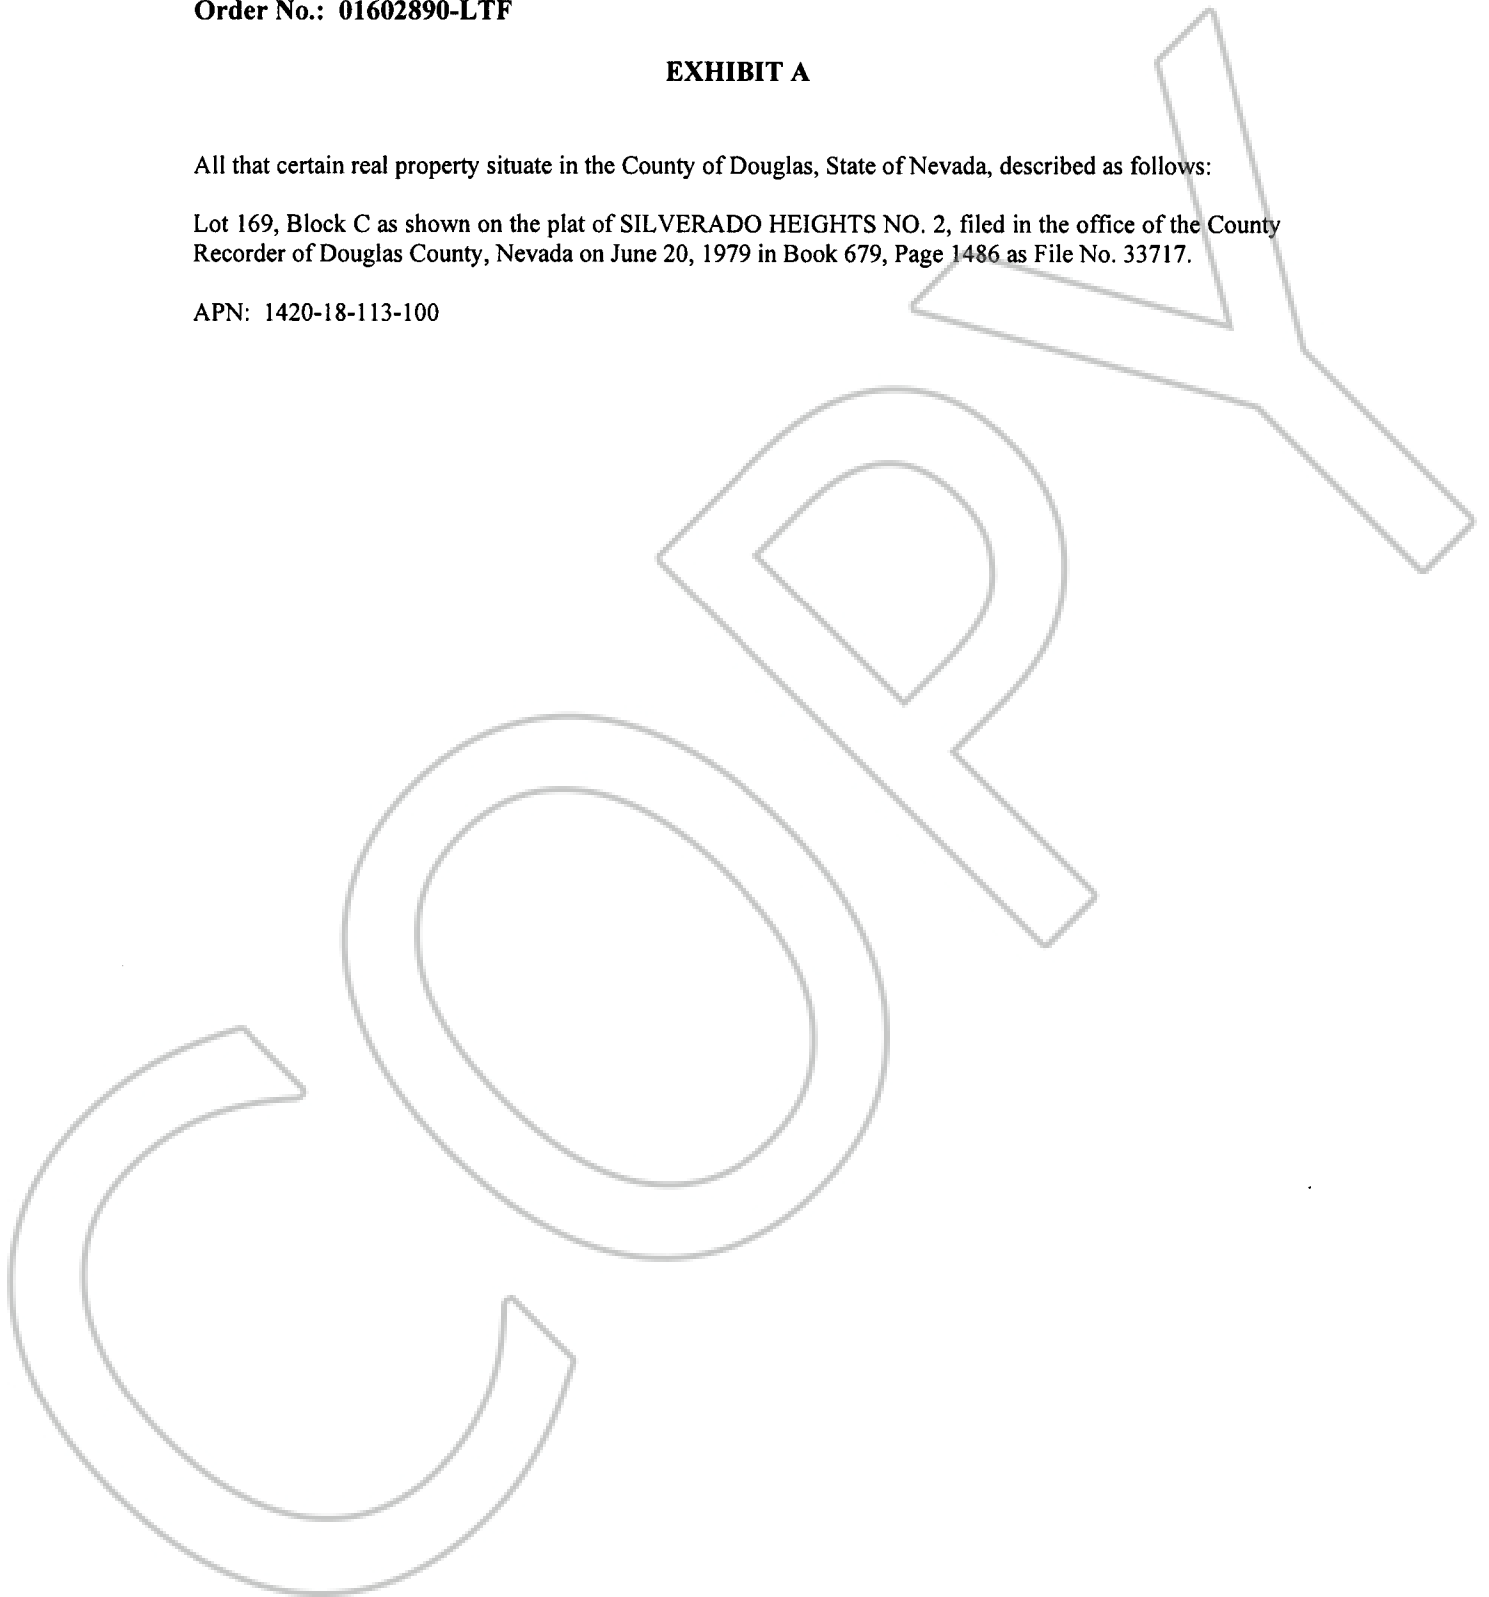 Order No.: 01602890-LTF
EXHIBIT A
All that certain real property situate in the County of Douglas, State of Nevada, described as follows:
Lot 169, Block C as shown on the plat of SILVERADO HEIGHTS NO. 2, filed in the office of the County
Recorder of Douglas County, Nevada on June 20, 1979 in Book 679, Page 1486 as File No. 33717.
APN: 1420-18-113-100
COPY